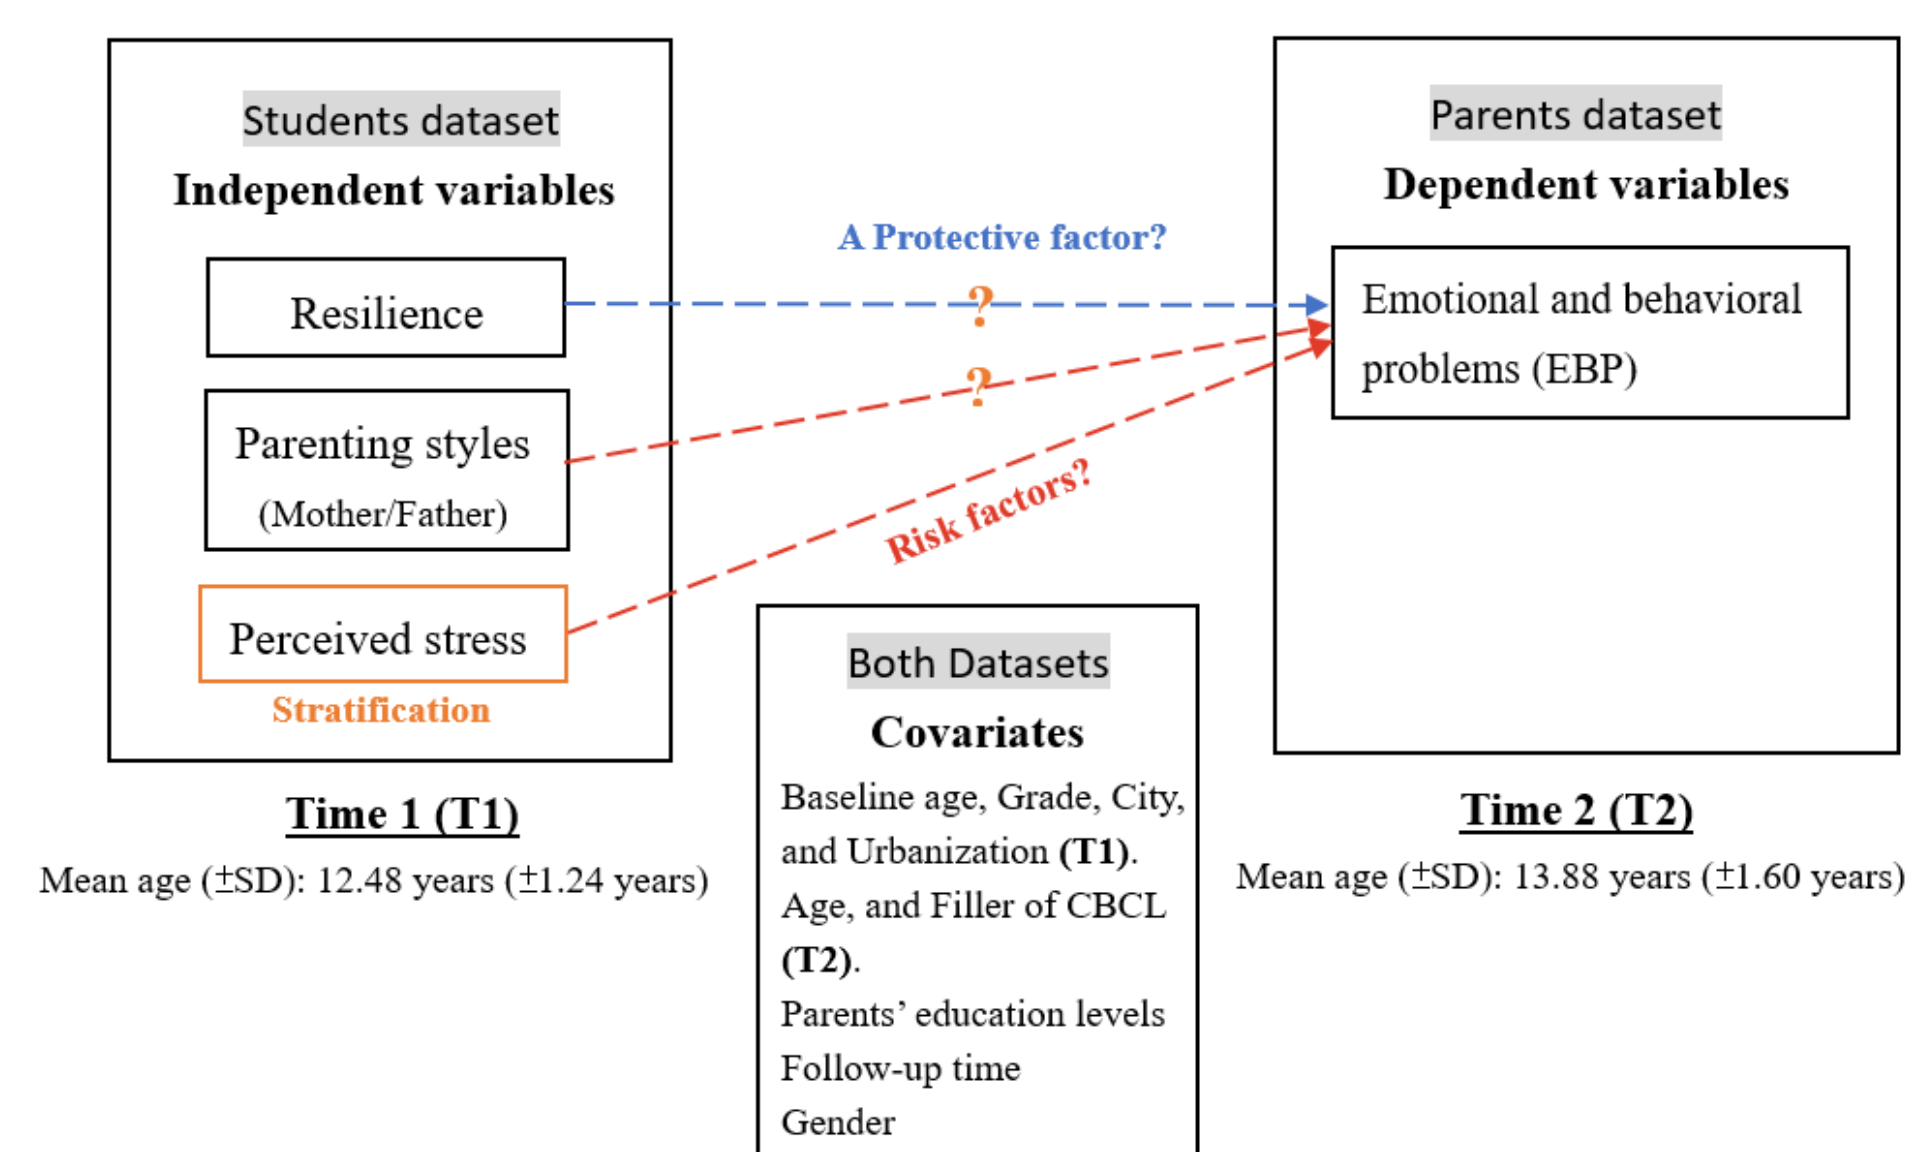 Students dataset
Independent variables
Resilience
Parenting styles
(Mother/Father)
Perceived stress
Stratification
Time 1 (T1)
Mean age (±SD): 12.48 years (±1.24 years)
A Protective factor?
?
?
Risk factors?
Both Datasets
Covariates
Baseline age, Grade, City,
and Urbanization (T1).
Age, and Filler of CBCL
(T2).
Parents’ education levels
Follow-up time
Gender
Parents dataset
Dependent variables
Emotional and behavioral
problems (EBP)
Time 2 (T2)
Mean age (±SD): 13.88 years (±1.60 years)